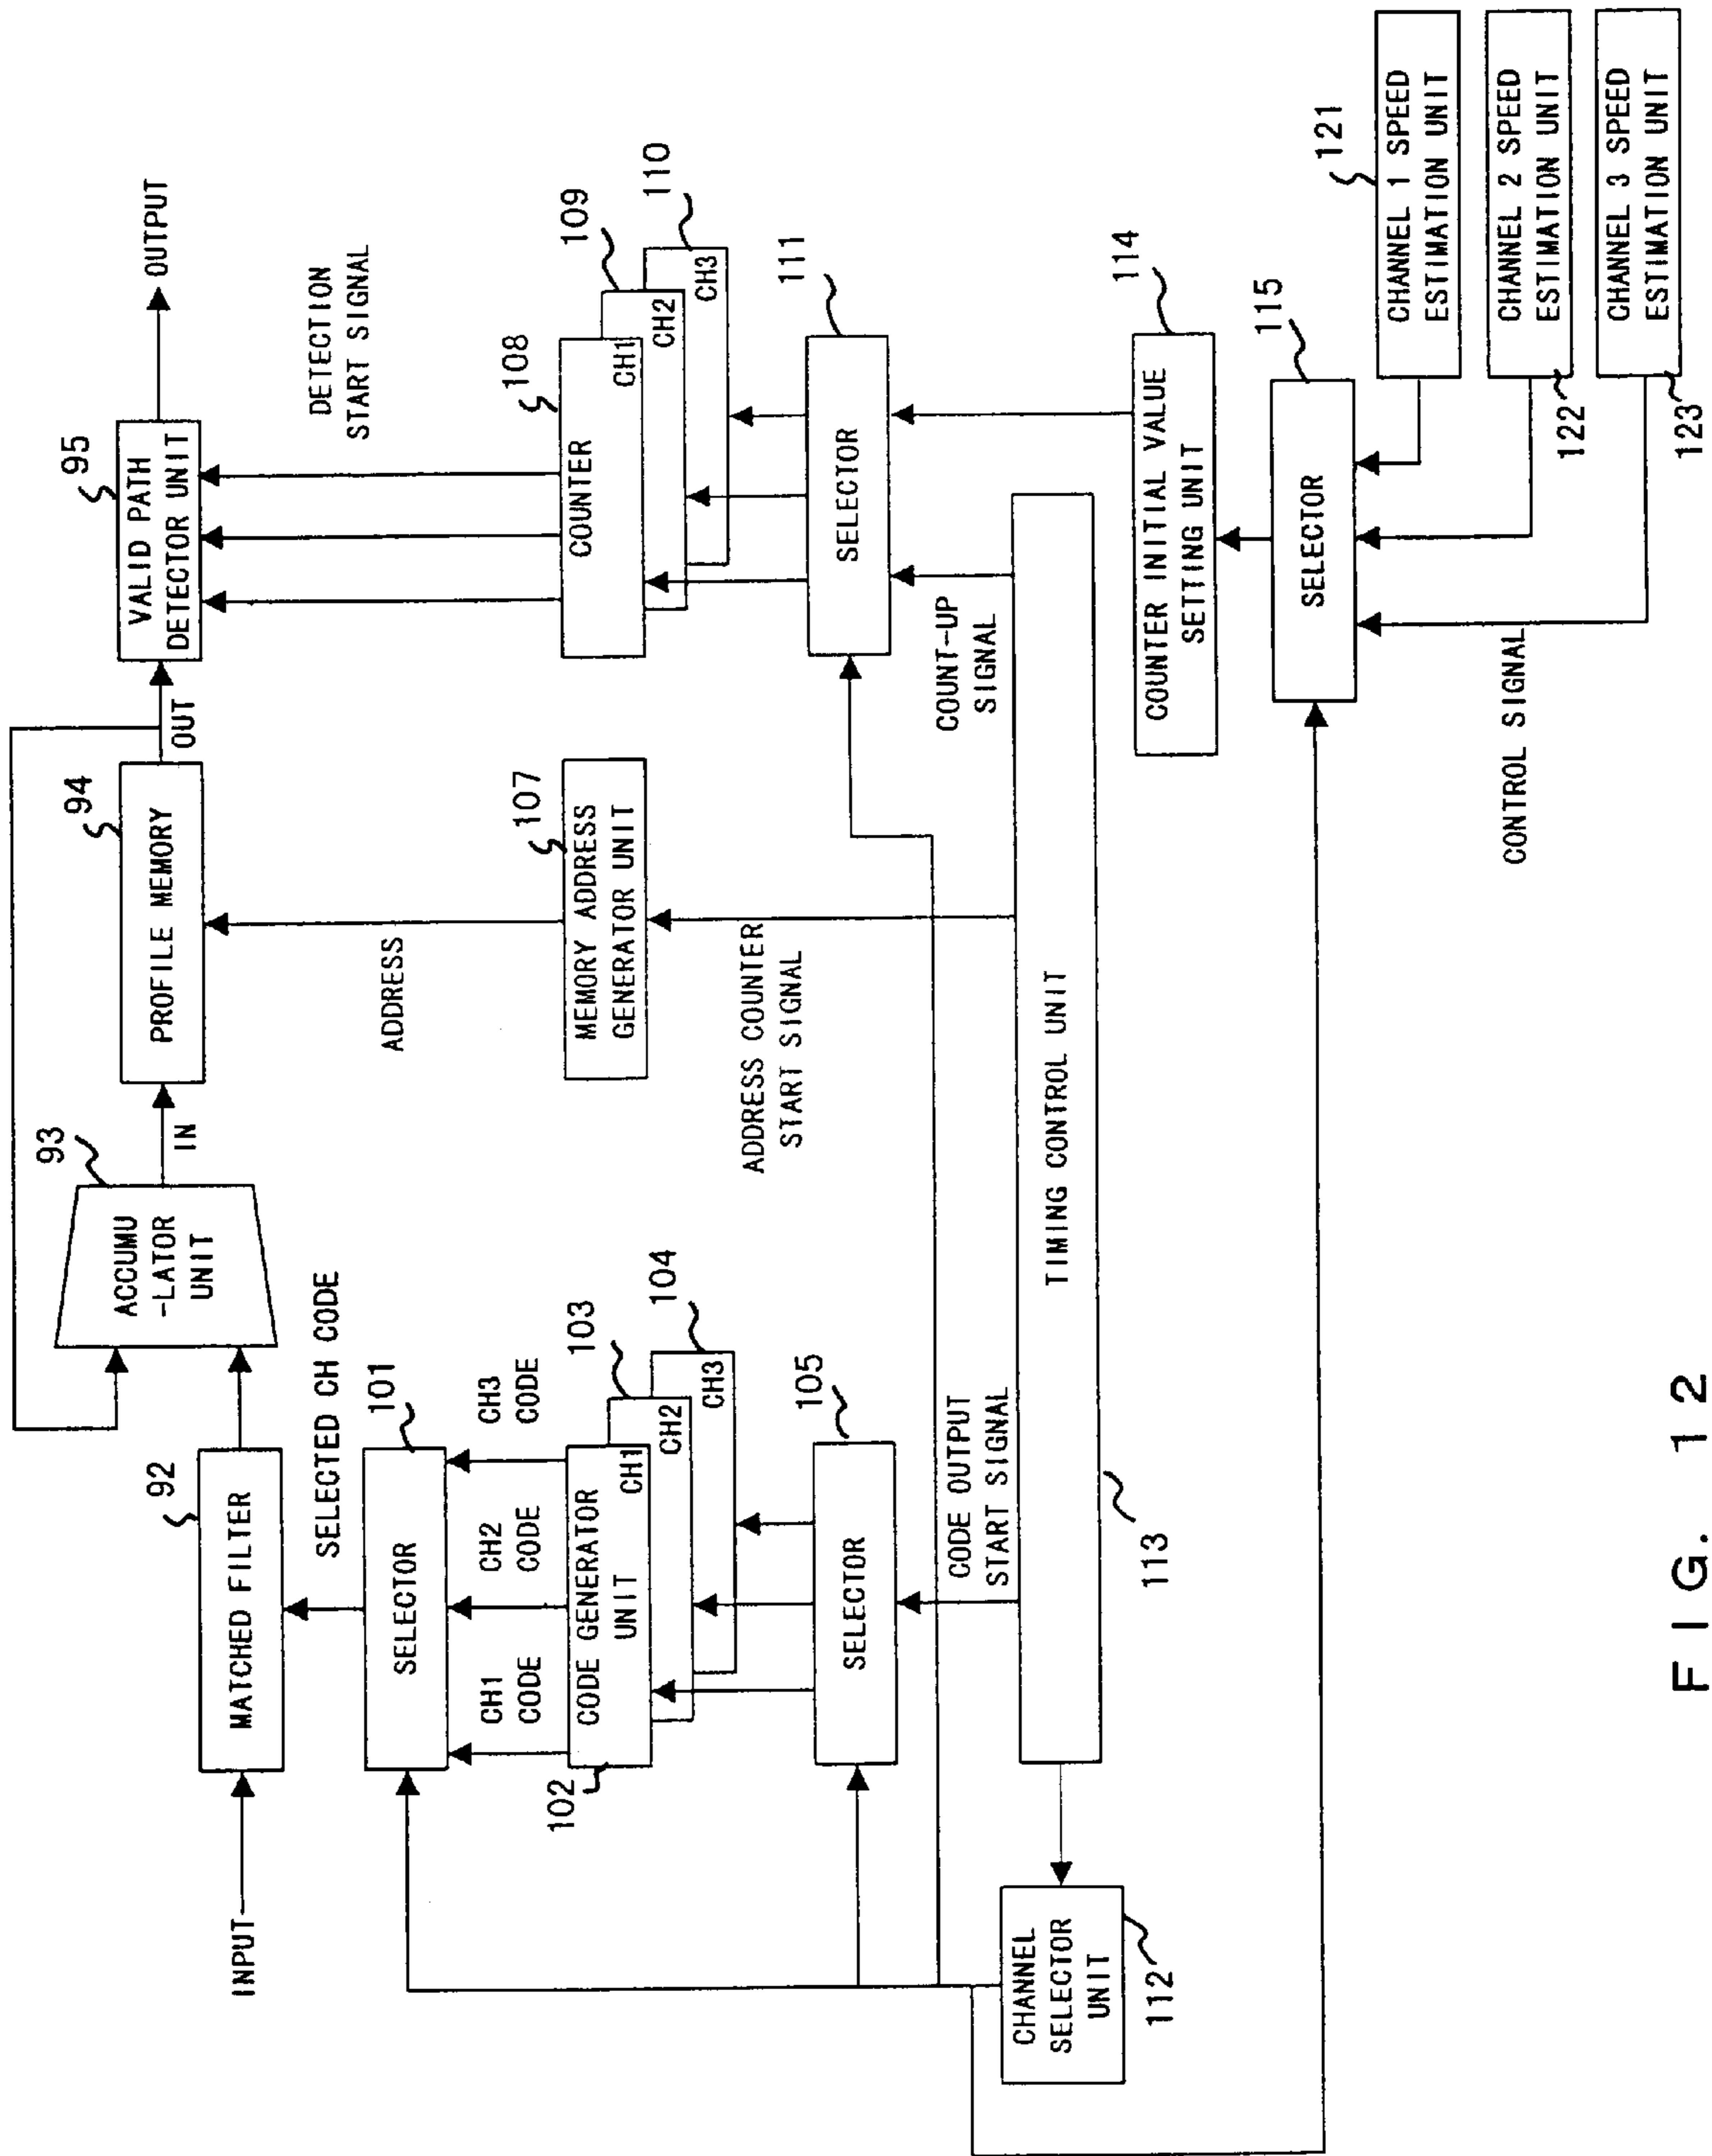 INPUT
92
MATCHED FILTER
93
ACCUMU
-LATOR
UNIT
IN
94
PROFILE MEMORY
OUT
95
VALID PATH
DETECTOR UNIT
OUTPUT
SELECTED CH CODE
101
SELECTOR
CH1
CODE
CH2
CODE
CH3
CODE
102
CODE GENERATOR
UNIT
CH1
103
CH2
104
CH3
105
SELECTOR
CODE OUTPUT
START SIGNAL
ADDRESS
107
MEMORY ADDRESS
GENERATOR UNIT
ADDRESS COUNTER
START SIGNAL
DETECTION
START SIGNAL
108
COUNTER
CH1
109
CH2
110
CH3
111
SELECTOR
COUNT-UP
SIGNAL
CHANNEL
SELECTOR
UNIT
112
TIMING CONTROL UNIT
113
114
COUNTER INITIAL VALUE
SETTING UNIT
115
SELECTOR
CONTROL SIGNAL
121
CHANNEL 1 SPEED
ESTIMATION UNIT
CHANNEL 2 SPEED
ESTIMATION UNIT
122
CHANNEL 3 SPEED
ESTIMATION UNIT
123
FIG. 12